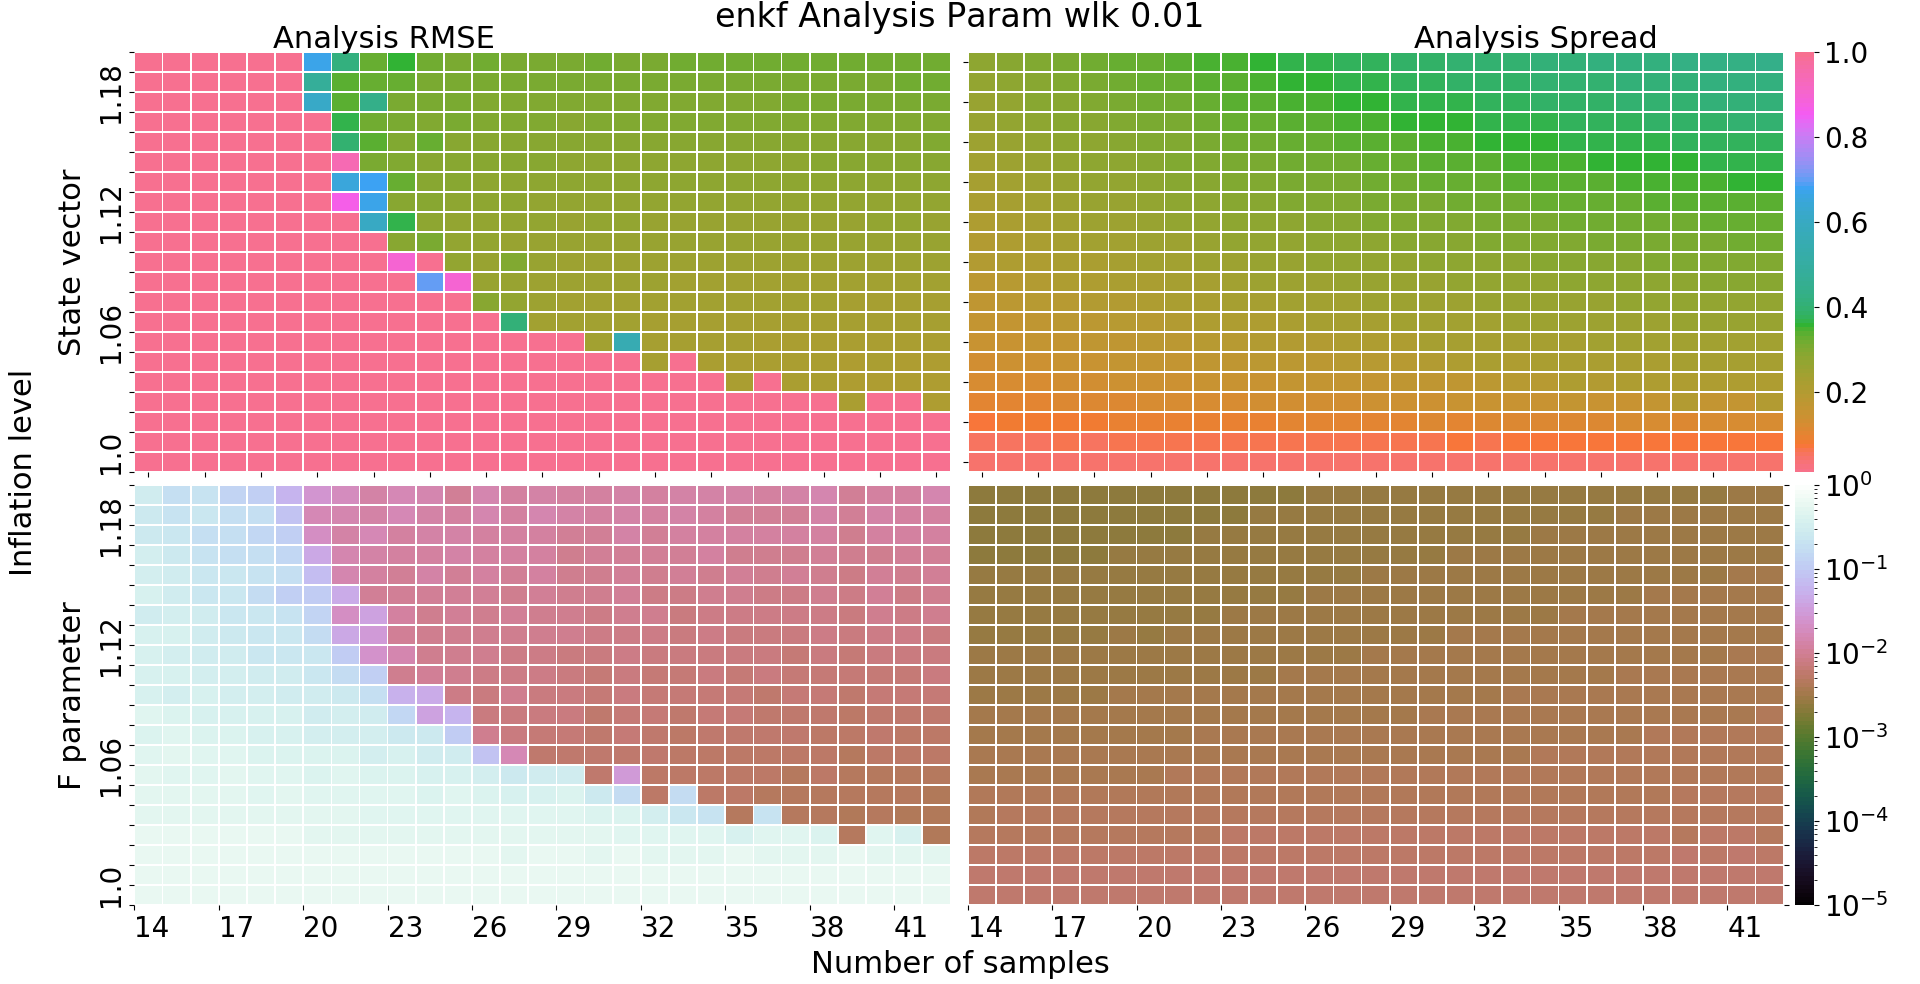 enkf Analysis Param wlk 0.01
Analysis RMSE
Analysis Spread
Inflation level
State vector
1.18
1.12
1.06
1.0
1.0
0.8
0.6
0.4
0.2
F parameter
1.18
1.12
1.06
1.0
10⁰
10⁻¹
10⁻²
10⁻³
10⁻⁴
10⁻⁵
14 17 20 23 26 29 32 35 38 41
14 17 20 23 26 29 32 35 38 41
Number of samples